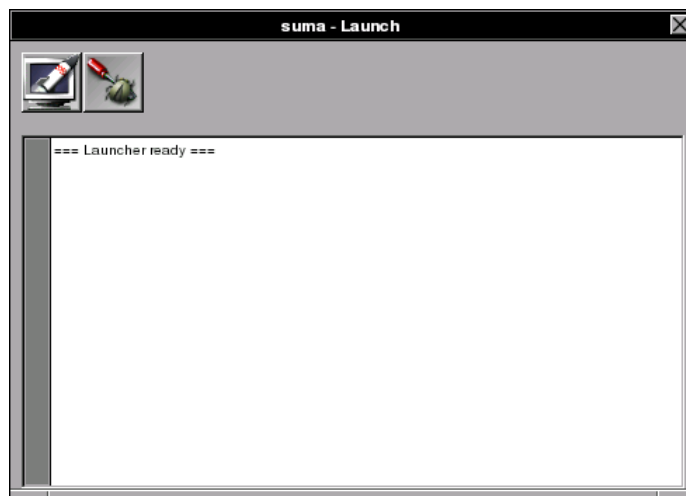 suma - Launch
=== Launcher ready ===